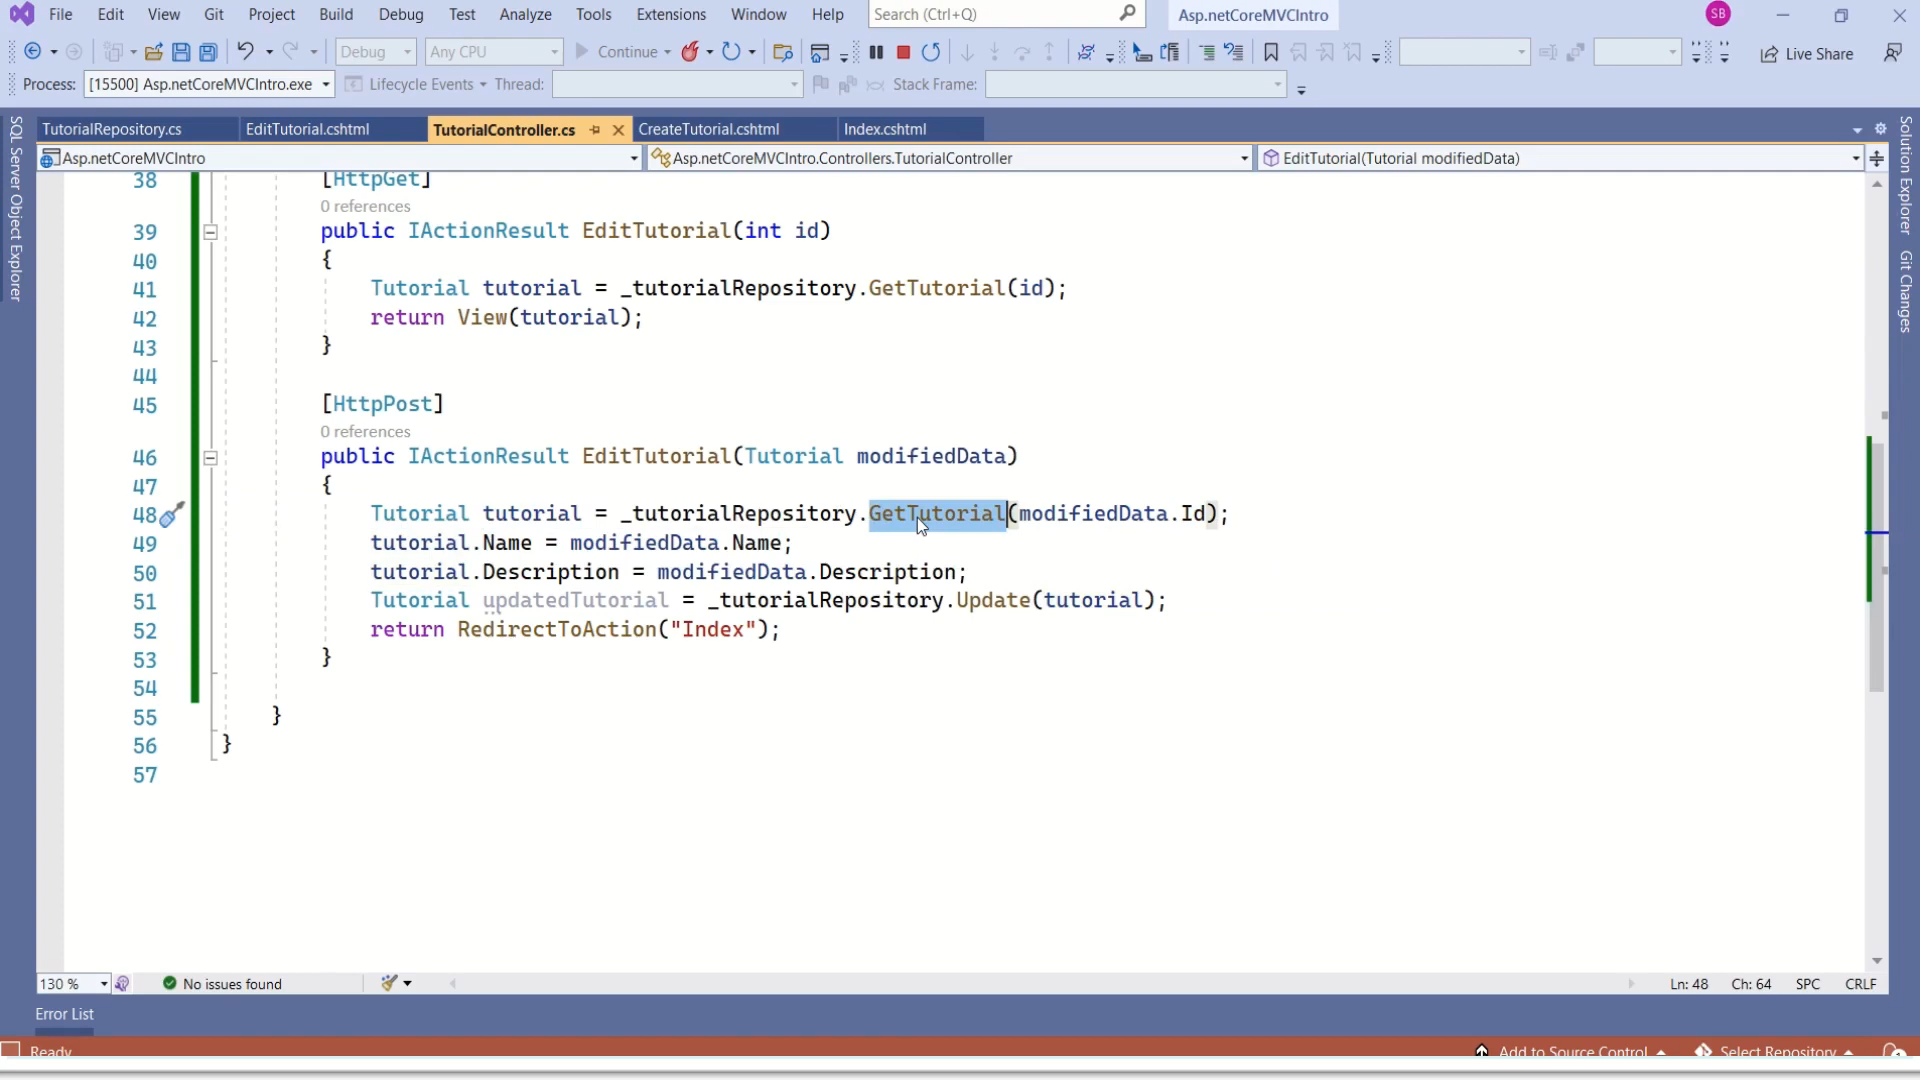 File Edit View Git Project Build Debug Test Analyze Tools Extensions Window Help Search (Ctrl+Q) Asp.netCoreMVCIntro SB
Debug Any CPU Continue Live Share
Process: [15500] Asp.netCoreMVCIntro.exe Lifecycle Events Thread: Stack Frame:
SQL Server Object Explorer
TutorialRepository.cs EditTutorial.cshtml TutorialController.cs CreateTutorial.cshtml Index.cshtml
Asp.netCoreMVCIntro Asp.netCoreMVCIntro.Controllers.TutorialController EditTutorial(Tutorial modifiedData)
38 [HttpGet]
0 references
39 public IActionResult EditTutorial(int id)
40 {
41 Tutorial tutorial = _tutorialRepository.GetTutorial(id);
42 return View(tutorial);
43 }
44
45 [HttpPost]
0 references
46 public IActionResult EditTutorial(Tutorial modifiedData)
47 {
48 Tutorial tutorial = _tutorialRepository.GetTutorial(modifiedData.Id);
49 tutorial.Name = modifiedData.Name;
50 tutorial.Description = modifiedData.Description;
51 Tutorial updatedTutorial = _tutorialRepository.Update(tutorial);
52 return RedirectToAction("Index");
53 }
54
55 }
56 }
57
Solution Explorer
Git Changes
130 % No issues found Ln: 48 Ch: 64 SPC CRLF
Error List
Ready Add to Source Control Select Repository